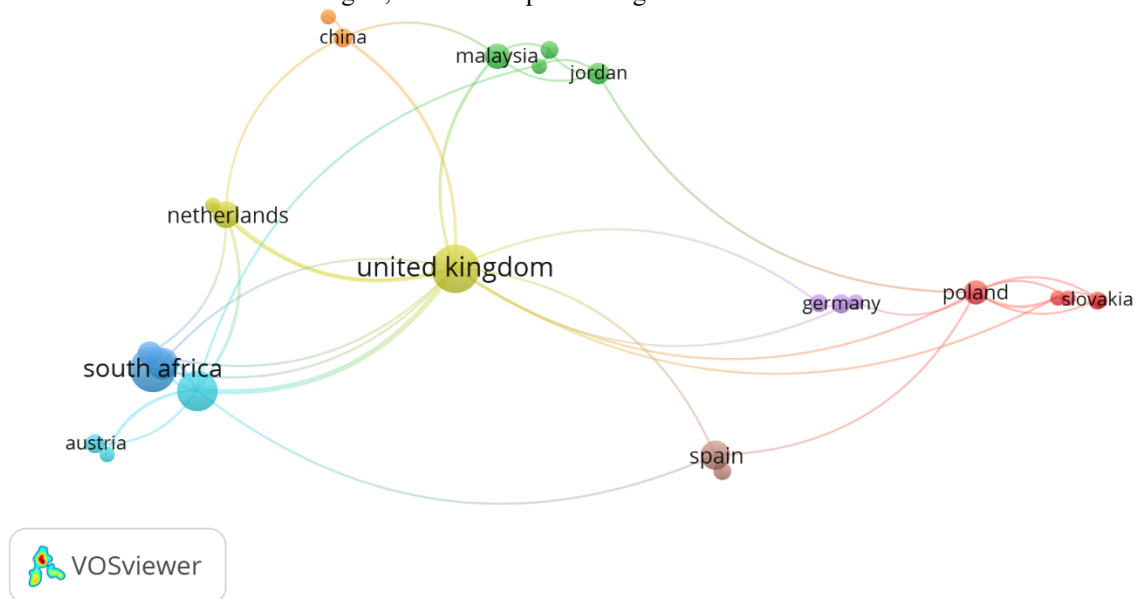 china
malaysia
jordan
netherlands
united kingdom
germany
poland
slovakia
south africa
austria
spain
VOSviewer